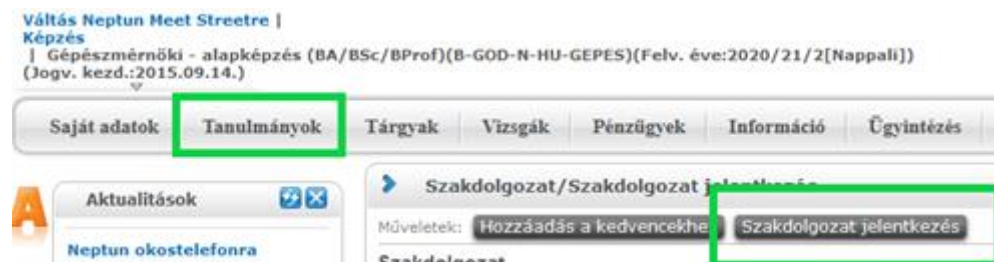 Váltás Neptun Meet Streetre |
Képzés
| Gépészmérnöki - alapképzés (BA/BSc/BProf)(B-GOD-N-HU-GEPES)(Felv. éve:2020/21/2[Nappali])
(Jogv. kezd.:2015.09.14.)
Saját adatok Tanulmányok Tárgyak Vizsgák Pénzügyek Információ Ügyintézés
Aktualitások
Neptun okostelefonra
Szakdolgozat/Szakdolgozat jelentkezés
Műveletek: Hozzáadás a kedvencekhez Szakdolgozat jelentkezés
Szakdolgozat